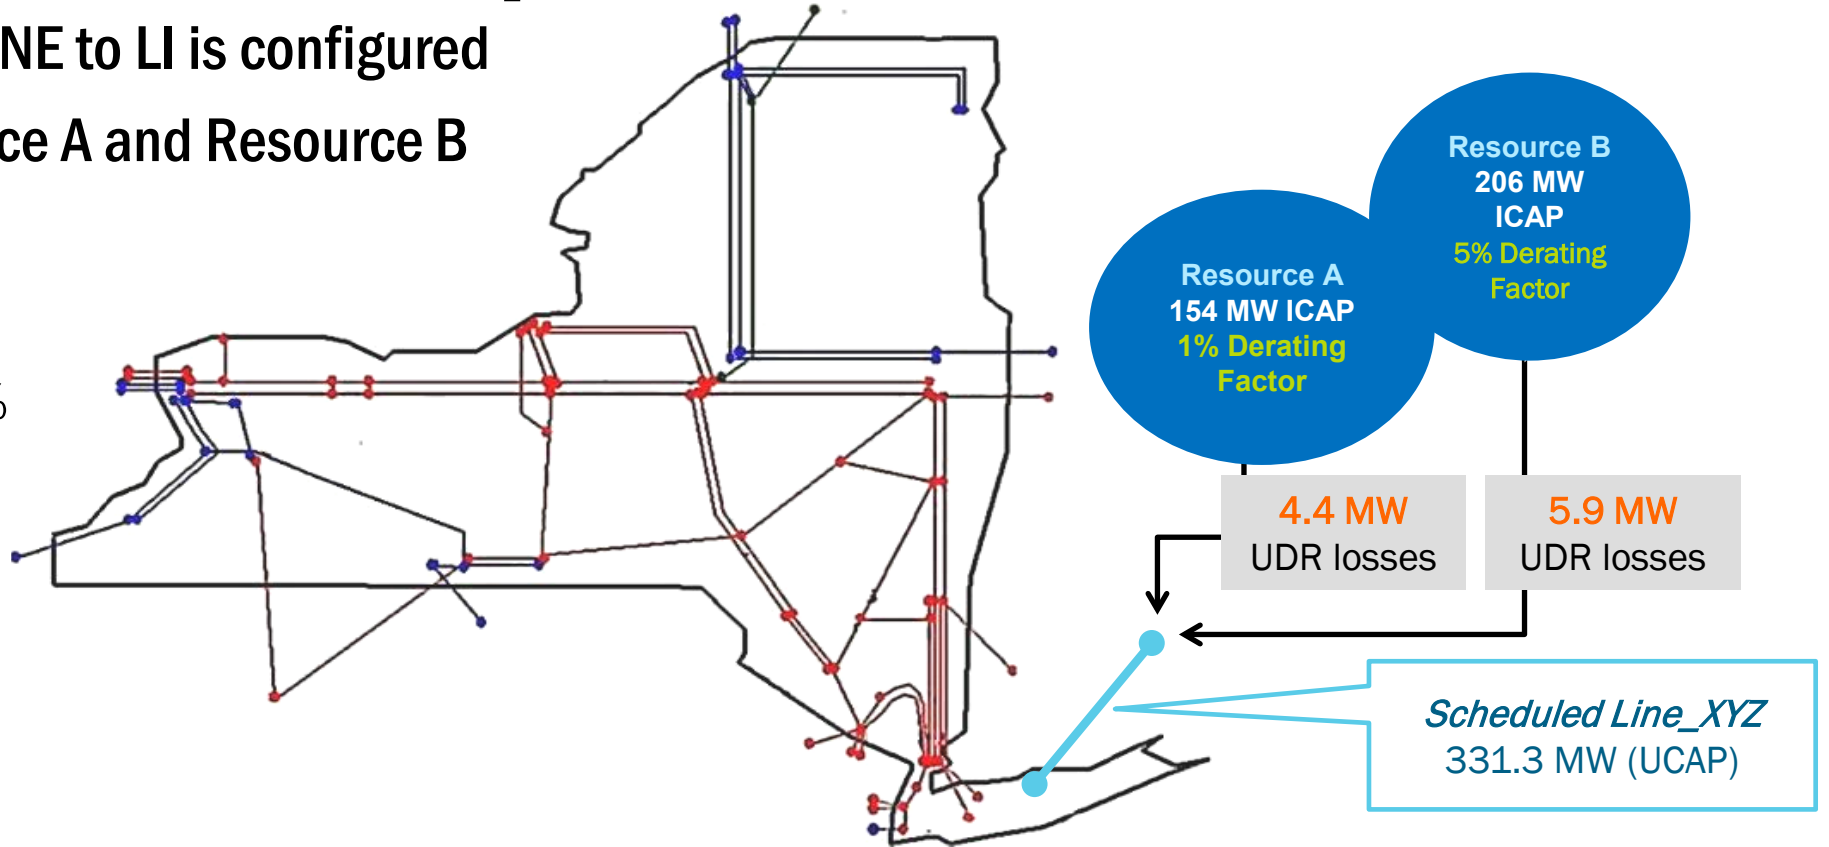 NE to LI is configured
ce A and Resource B
Resource B
206 MW
ICAP
5% Derating
Factor
Resource A
154 MW ICAP
1% Derating
Factor
4.4 MW
UDR losses
5.9 MW
UDR losses
Scheduled Line_XYZ
331.3 MW (UCAP)